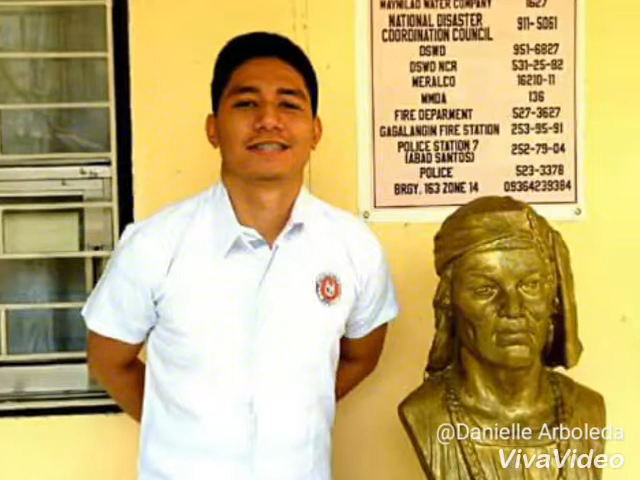 MAYNILAD WATER COMPANY 1627
NATIONAL DISASTER
COORDINATION COUNCIL 911-5061
DSWD 951-6827
DSWD NCR 531-25-92
MERALCO 16210-11
MMDA 136
FIRE DEPARMENT 527-3627
GAGALANGIN FIRE STATION 253-95-91
POLICE STATION 7
(ABAD SANTOS) 252-79-04
POLICE 523-3378
BRGY. 163 ZONE 14 09364239384
@Danielle Arboleda
VivaVideo